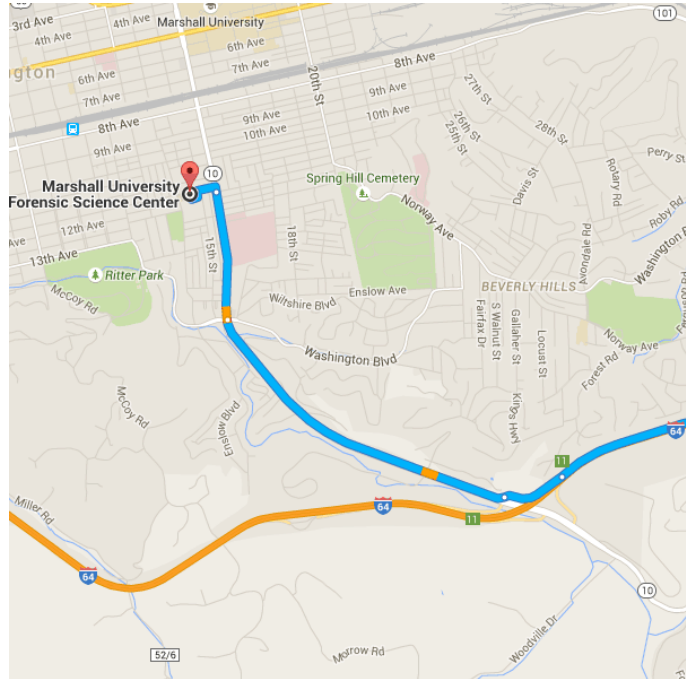 101
3rd Ave
4th Ave
4th Ave
Marshall University
5th Ave
6th Ave
ngton
6th Ave
7th Ave
7th Ave
8th Ave
20th St
8th Ave
9th Ave
9th Ave
10th Ave
9th Ave
10th Ave
27th St
26th St
25th St
28th St
Perry St
10
Marshall University
Forensic Science Center
Spring Hill Cemetery
Davis St
Rotary Rd
Roby Rd
Norway Ave
Avondale Rd
Washington B
12th Ave
13th Ave
15th St
18th St
Ritter Park
McCoy Rd
Enslow Ave
Wiltshire Blvd
BEVERLY HILLS
Washington Blvd
Fairfax Dr
S Walnut St
Gallaher St
Locust St
Norway Ave
Forest Rd
McCoy Rd
Enslow Blvd
Kings Hwy
64
11
Miller Rd
64
11
64
10
52/6
Morrow Rd
Woodville Dr